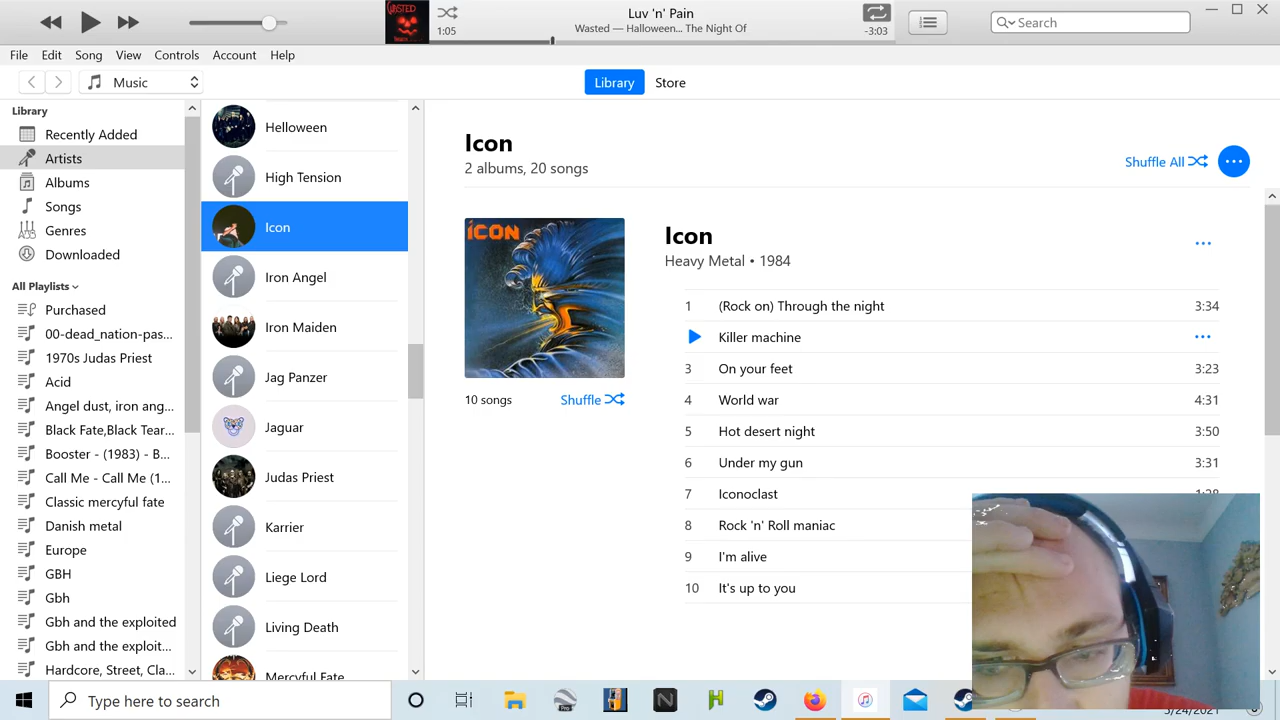 Luv 'n' Pain
Wasted — Halloween... The Night Of
1:05
-3:03
Search
WASTED
File Edit Song View Controls Account Help
Music
Library Store
Library
Recently Added
Artists
Albums
Songs
Genres
Downloaded
All Playlists
Purchased
00-dead_nation-pas...
1970s Judas Priest
Acid
Angel dust, iron ang...
Black Fate,Black Tear...
Booster - (1983) - B...
Call Me - Call Me (1...
Classic mercyful fate
Danish metal
Europe
GBH
Gbh
Gbh and the exploited
Gbh and the exploit...
Hardcore, Street, Cla...
Helloween
High Tension
Icon
Iron Angel
Iron Maiden
Jag Panzer
Jaguar
Judas Priest
Karrier
Liege Lord
Living Death
Mercyful Fate
Icon
2 albums, 20 songs
Shuffle All
ICON
10 songs
Shuffle
Icon
Heavy Metal • 1984
1 (Rock on) Through the night 3:34
Killer machine
3 On your feet 3:23
4 World war 4:31
5 Hot desert night 3:50
6 Under my gun 3:31
7 Iconoclast
8 Rock 'n' Roll maniac
9 I'm alive
10 It's up to you
Type here to search
Pro
N
H